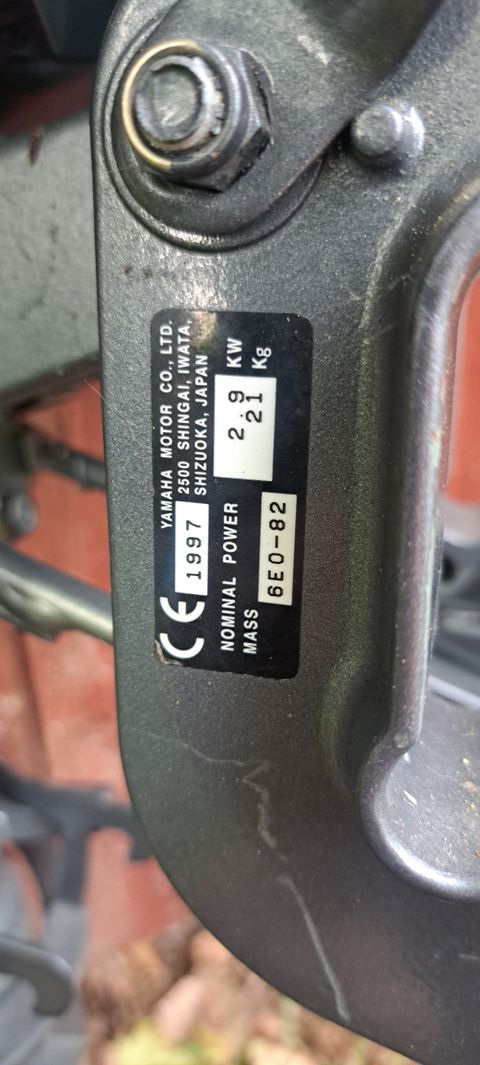 YAMAHA MOTOR CO., LTD.
CE 1997 2500 SHINGAI, IWATA,
SHIZUOKA, JAPAN
NOMINAL POWER 2.9 KW
MASS 21 Kg
6E0-82